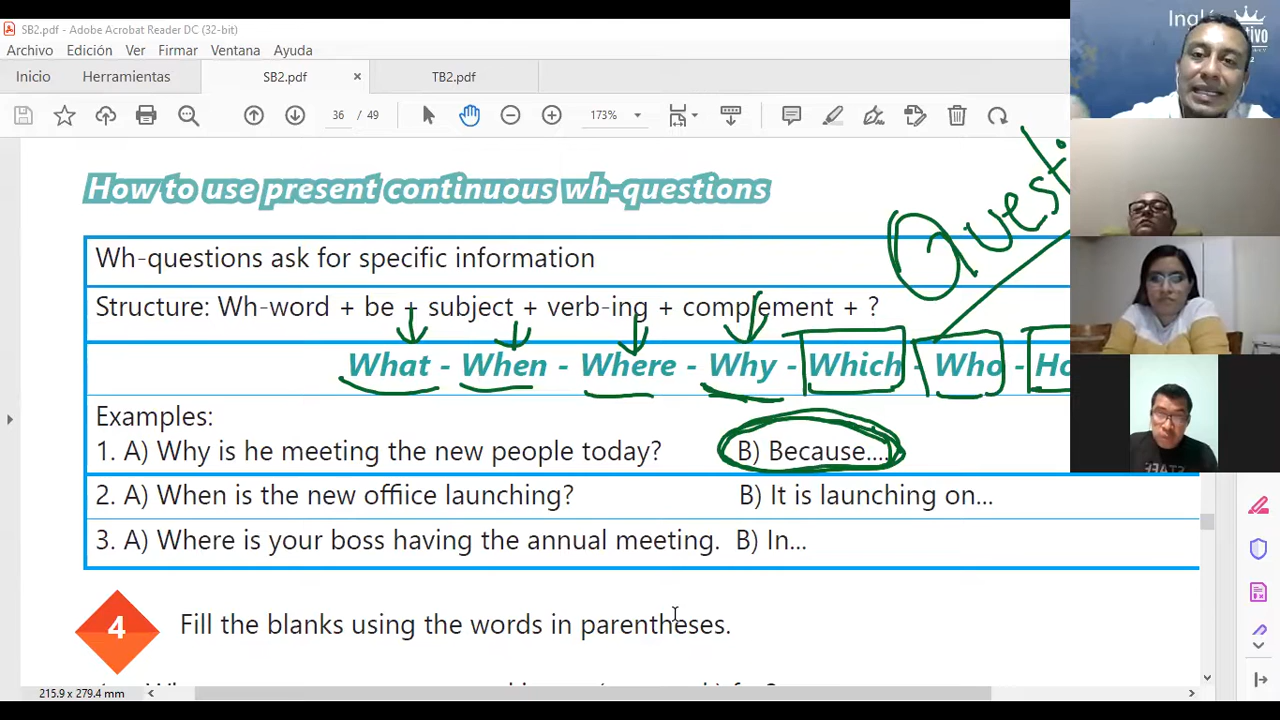 SB2.pdf - Adobe Acrobat Reader DC (32-bit)
Archivo Edición Ver Firmar Ventana Ayuda
Inicio Herramientas SB2.pdf × TB2.pdf
36 / 49 173%
How to use present continuous wh-questions
Wh-questions ask for specific information
Structure: Wh-word + be + subject + verb-ing + complement + ?
What - When - Where - Why - Which - Who - Ho
Quest
Examples:
1. A) Why is he meeting the new people today? B) Because....
2. A) When is the new office launching? B) It is launching on...
3. A) Where is your boss having the annual meeting. B) In...
4 Fill the blanks using the words in parentheses.
215.9 x 279.4 mm
STAFF